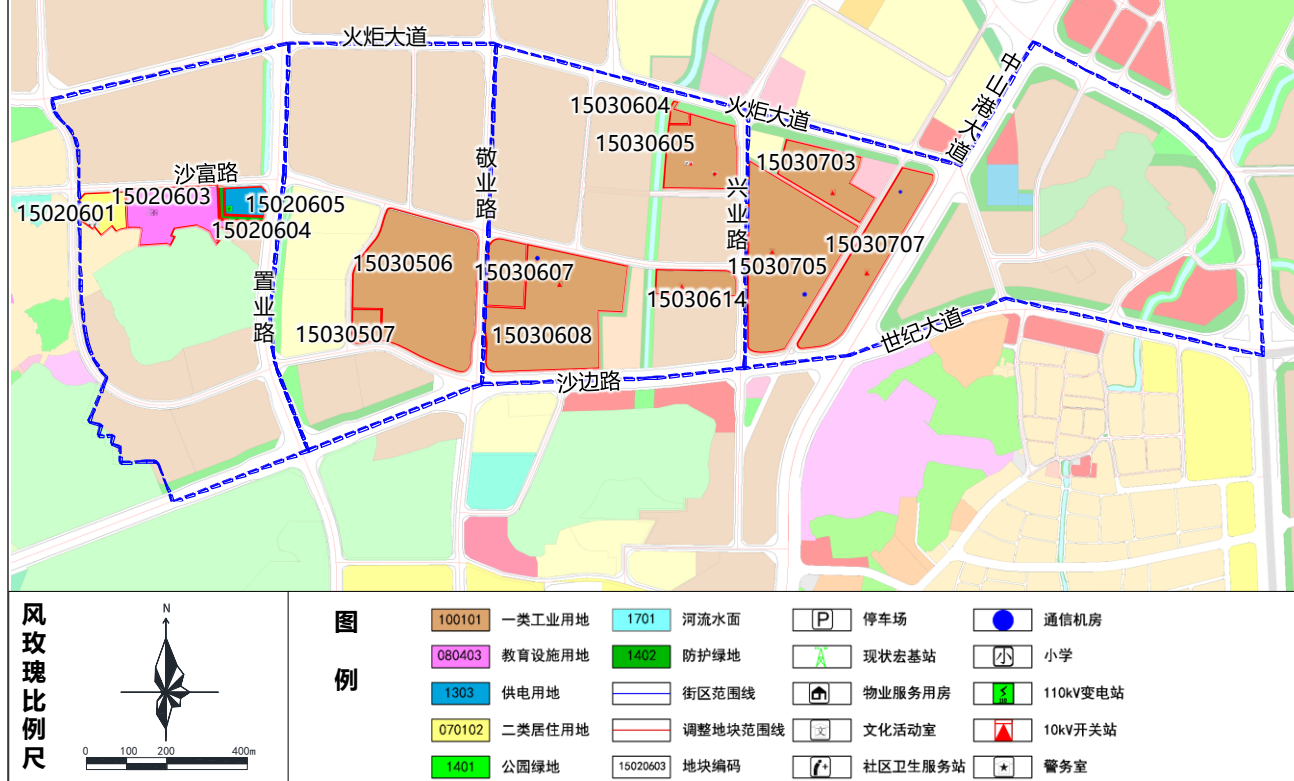 火炬大道
中山港大道
15030604
火炬大道
15030605
敬业路
15030703
沙富路
15020603
兴业路
15020601
15020605
15020604
15030707
15030506
15030607
15030705
置业路
15030614
15030507
15030608
世纪大道
沙边路
风玫瑰比例尺
N
0 100 200 400m
图例
100101 一类工业用地
1701 河流水面
P 停车场
通信机房
080403 教育设施用地
1402 防护绿地
现状宏基站
小 小学
1303 供电用地
街区范围线
物业服务用房
110kV变电站
070102 二类居住用地
调整地块范围线
文 文化活动室
10kV开关站
1401 公园绿地
15020603 地块编码
社区卫生服务站
警务室